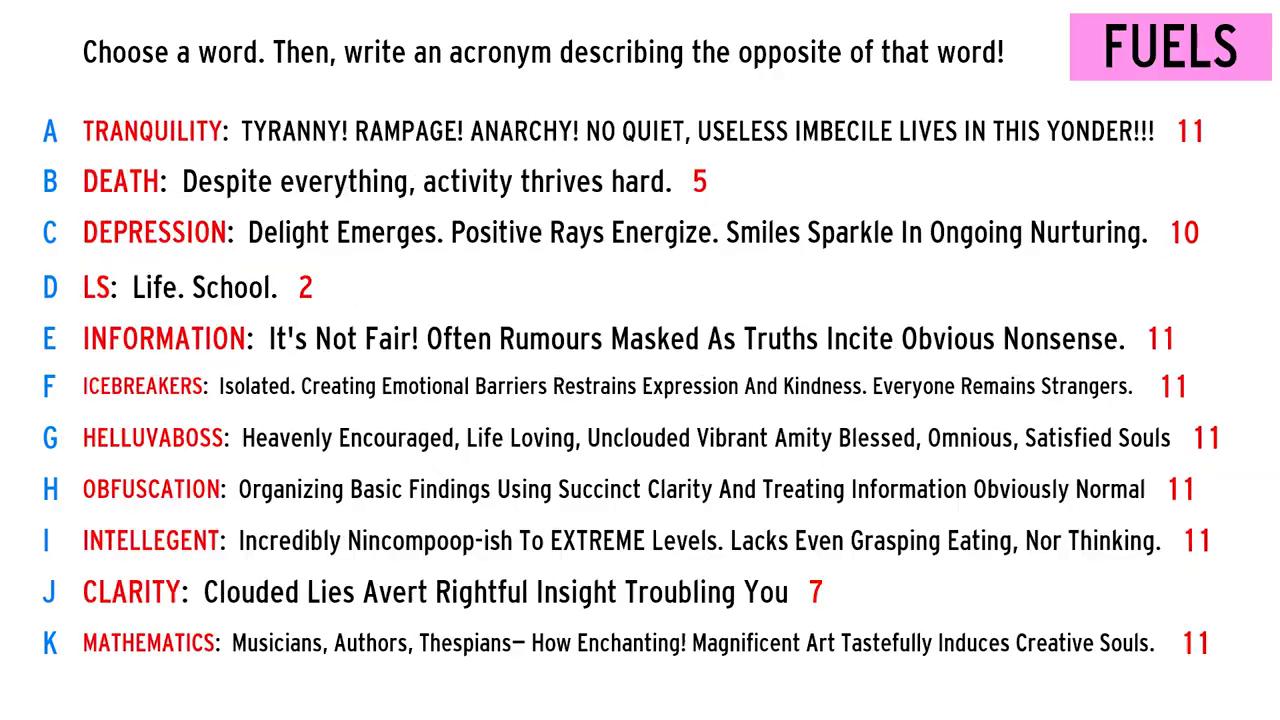 Choose a word. Then, write an acronym describing the opposite of that word!
FUELS
A TRANQUILITY: TYRANNY! RAMPAGE! ANARCHY! NO QUIET, USELESS IMBECILE LIVES IN THIS YONDER!!! 11
B DEATH: Despite everything, activity thrives hard. 5
C DEPRESSION: Delight Emerges. Positive Rays Energize. Smiles Sparkle In Ongoing Nurturing. 10
D LS: Life. School. 2
E INFORMATION: It's Not Fair! Often Rumours Masked As Truths Incite Obvious Nonsense. 11
F ICEBREAKERS: Isolated. Creating Emotional Barriers Restrains Expression And Kindness. Everyone Remains Strangers. 11
G HELLUVABOSS: Heavenly Encouraged, Life Loving, Unclouded Vibrant Amity Blessed, Omnious, Satisfied Souls 11
H OBFUSCATION: Organizing Basic Findings Using Succinct Clarity And Treating Information Obviously Normal 11
I INTELLEGENT: Incredibly Nincompoop-ish To EXTREME Levels. Lacks Even Grasping Eating, Nor Thinking. 11
J CLARITY: Clouded Lies Avert Rightful Insight Troubling You 7
K MATHEMATICS: Musicians, Authors, Thespians— How Enchanting! Magnificent Art Tastefully Induces Creative Souls. 11